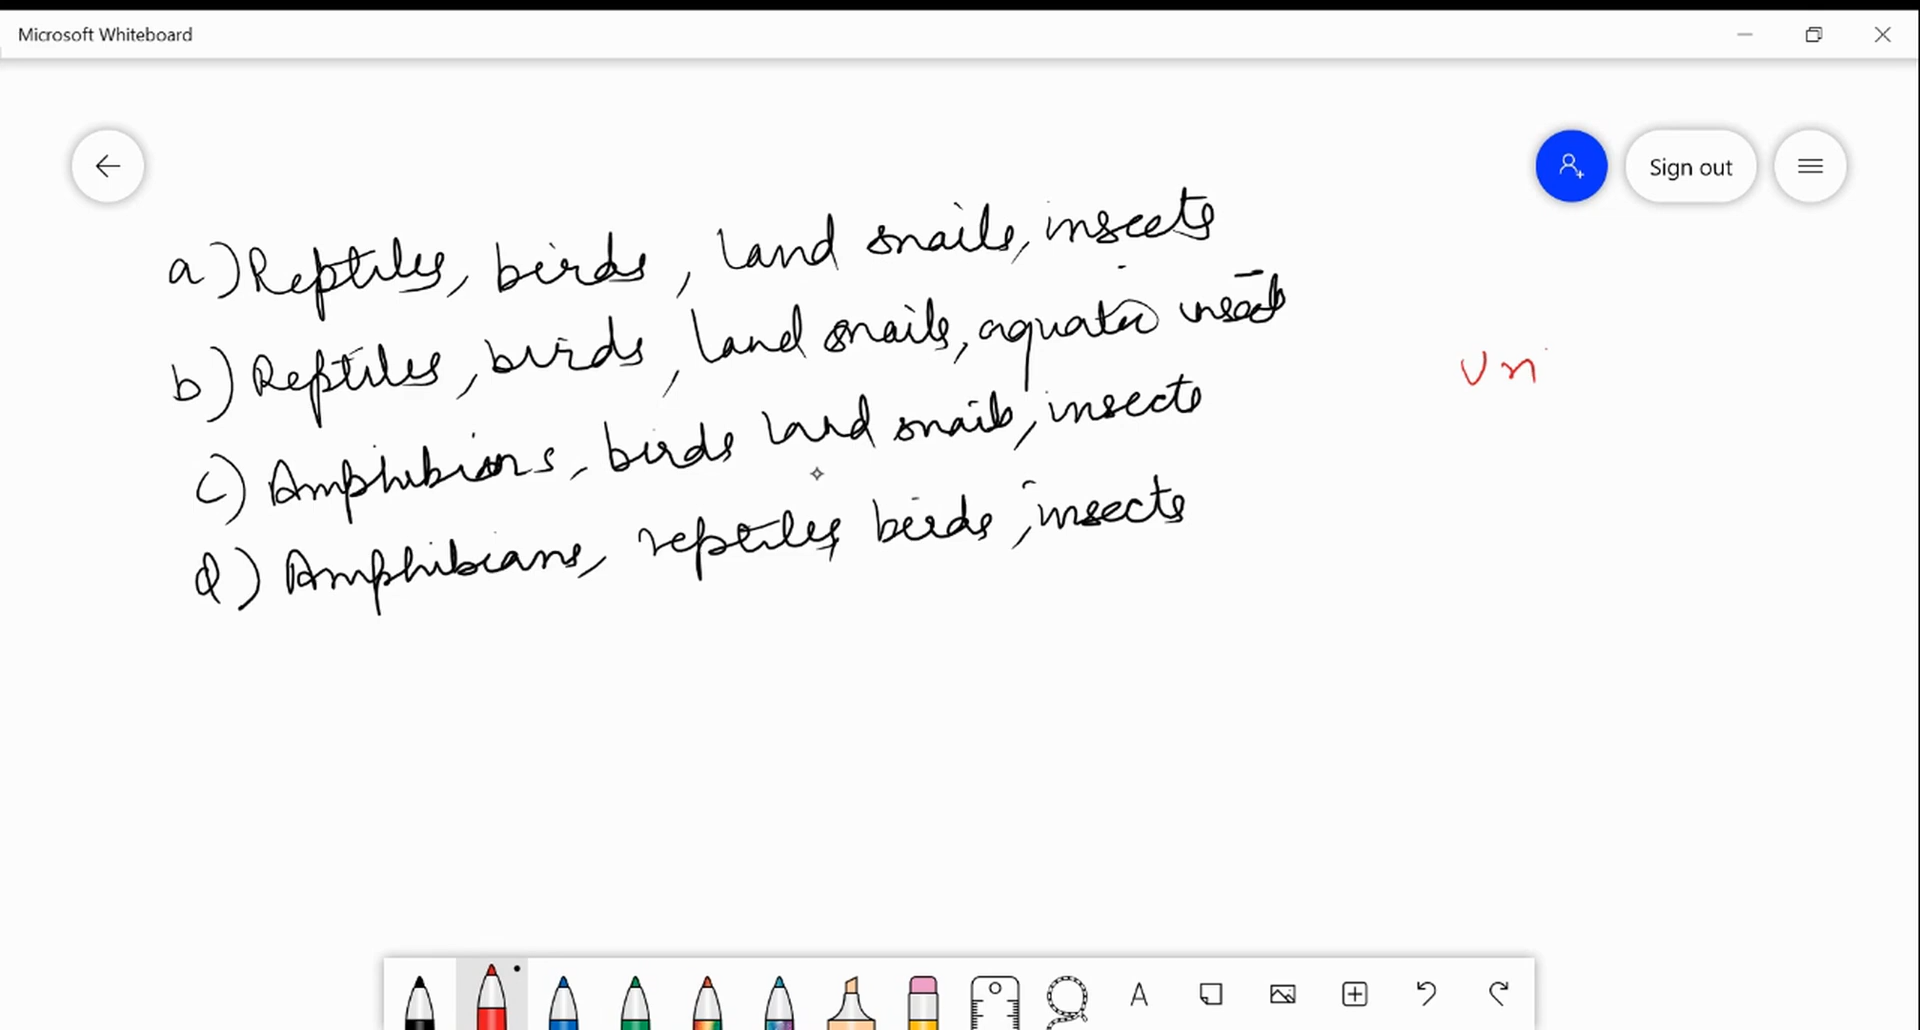 Microsoft Whiteboard
Sign out
a) Reptiles, birds, land snails, insects
b) Reptiles, birds, land snails, aquatic insects
c) Amphibians, birds land snails, insects
d) Amphibians, reptiles, birds, insects
Un
A